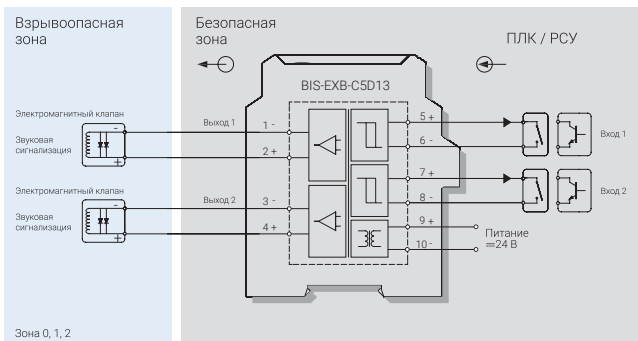 Взрывоопасная
зона
Безопасная
зона
ПЛК / РСУ
BIS-EXB-C5D13
Электромагнитный клапан
Звуковая
сигнализация
-
+
Выход 1
1 -
2 +
5 +
6 -
Вход 1
7 +
8 -
Вход 2
Электромагнитный клапан
Звуковая
сигнализация
-
+
Выход 2
3 -
4 +
9 +
10 -
Питание
⎓24 В
Зона 0, 1, 2